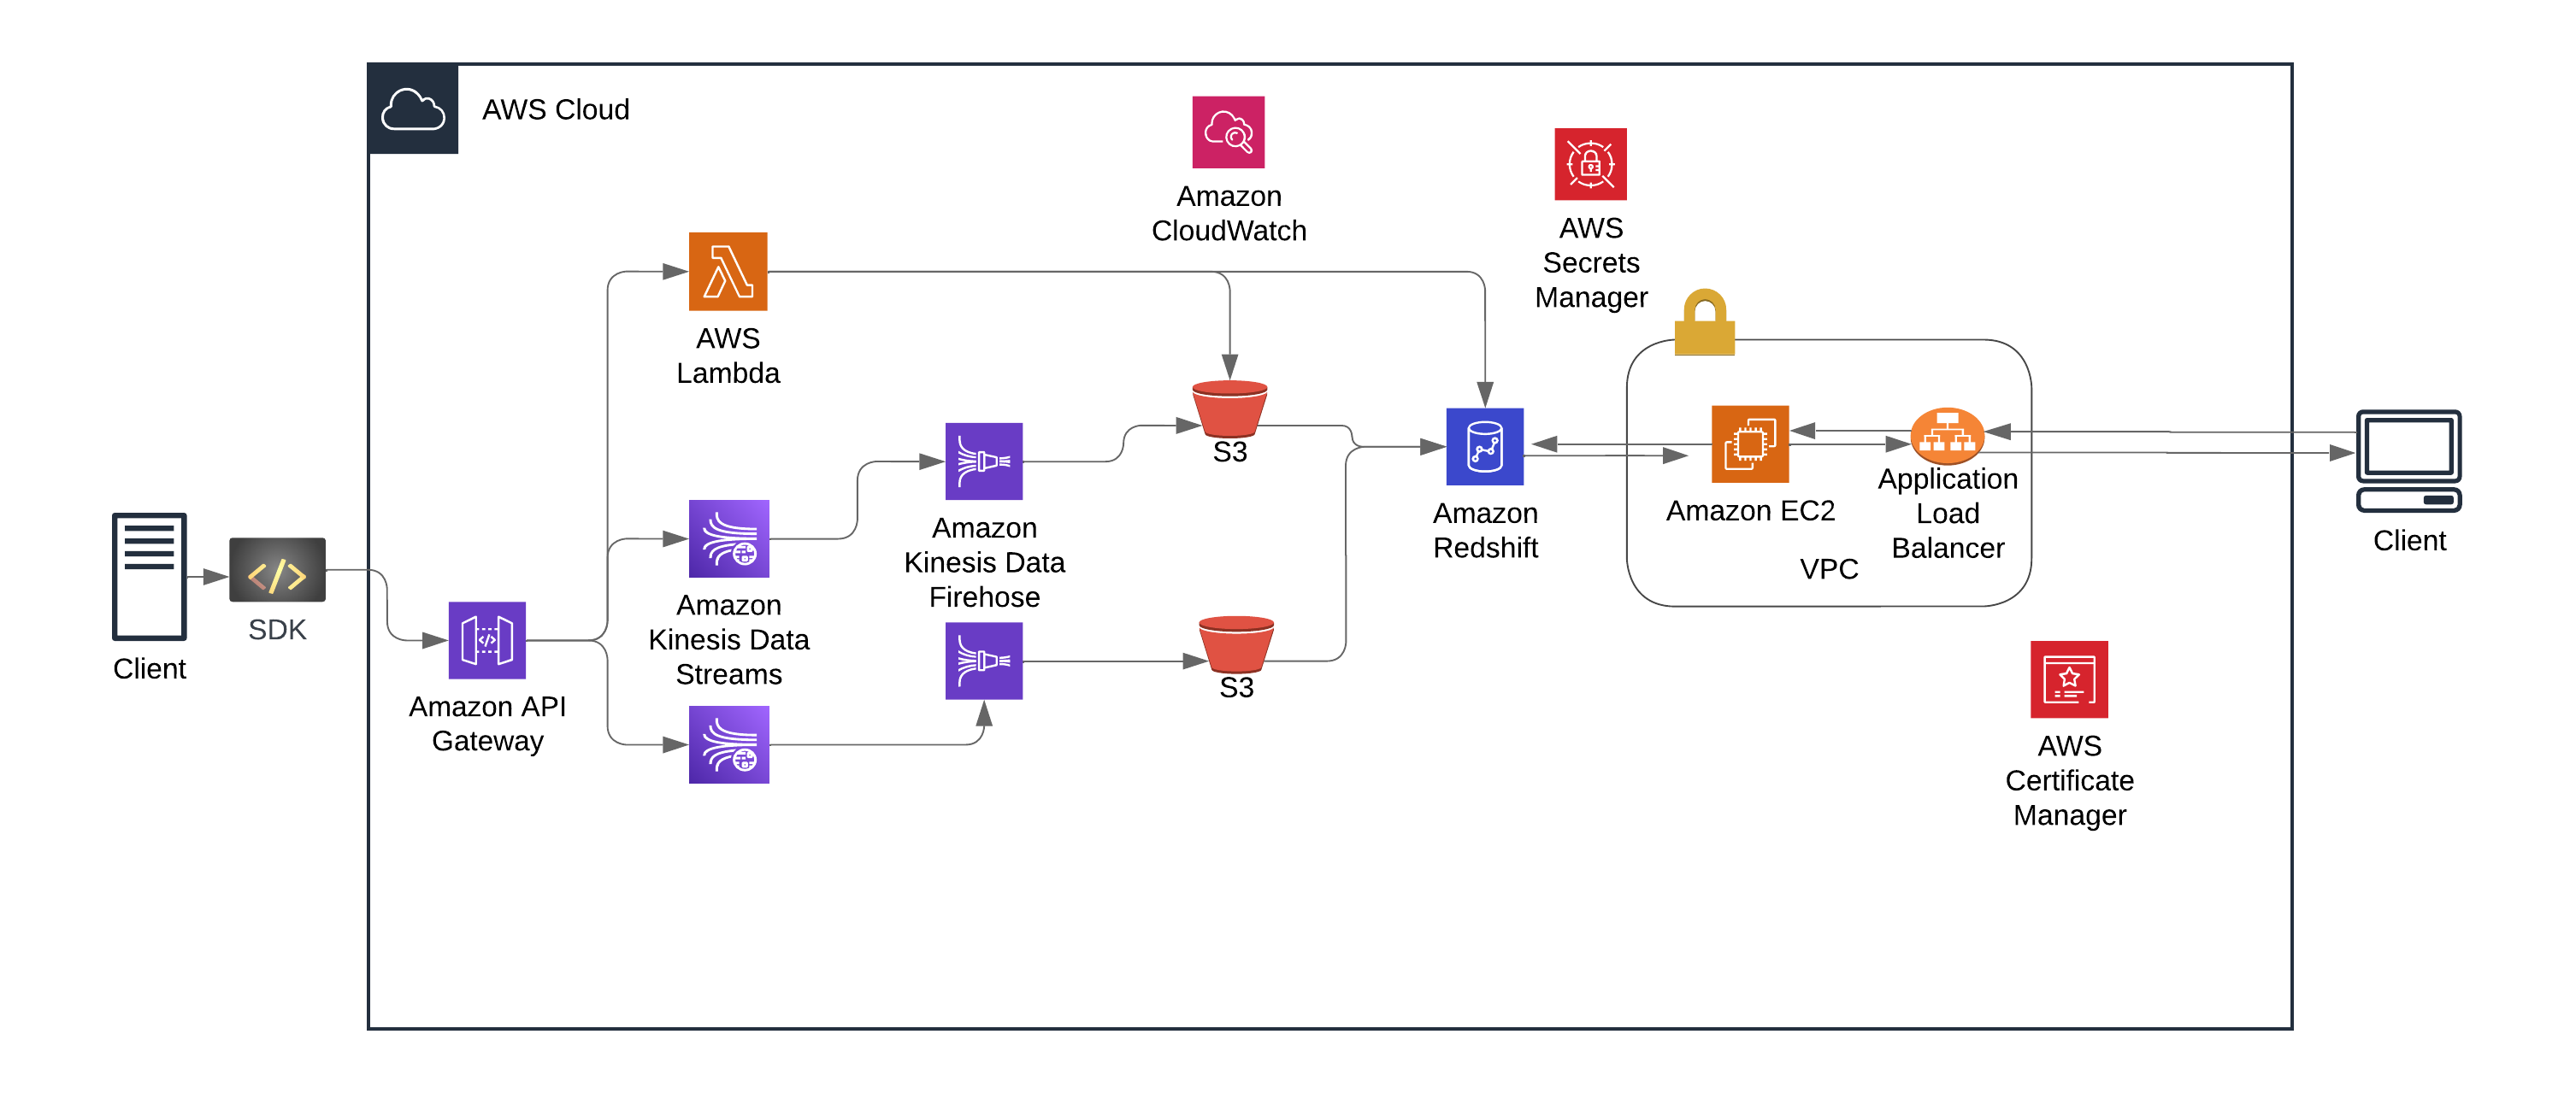 AWS Cloud
Amazon
CloudWatch
AWS
Secrets
Manager
AWS
Lambda
S3
Amazon
Kinesis Data
Firehose
Amazon
Redshift
Amazon EC2
Application
Load
Balancer
VPC
Client
SDK
Client
Amazon
Kinesis Data
Streams
Amazon API
Gateway
S3
AWS
Certificate
Manager